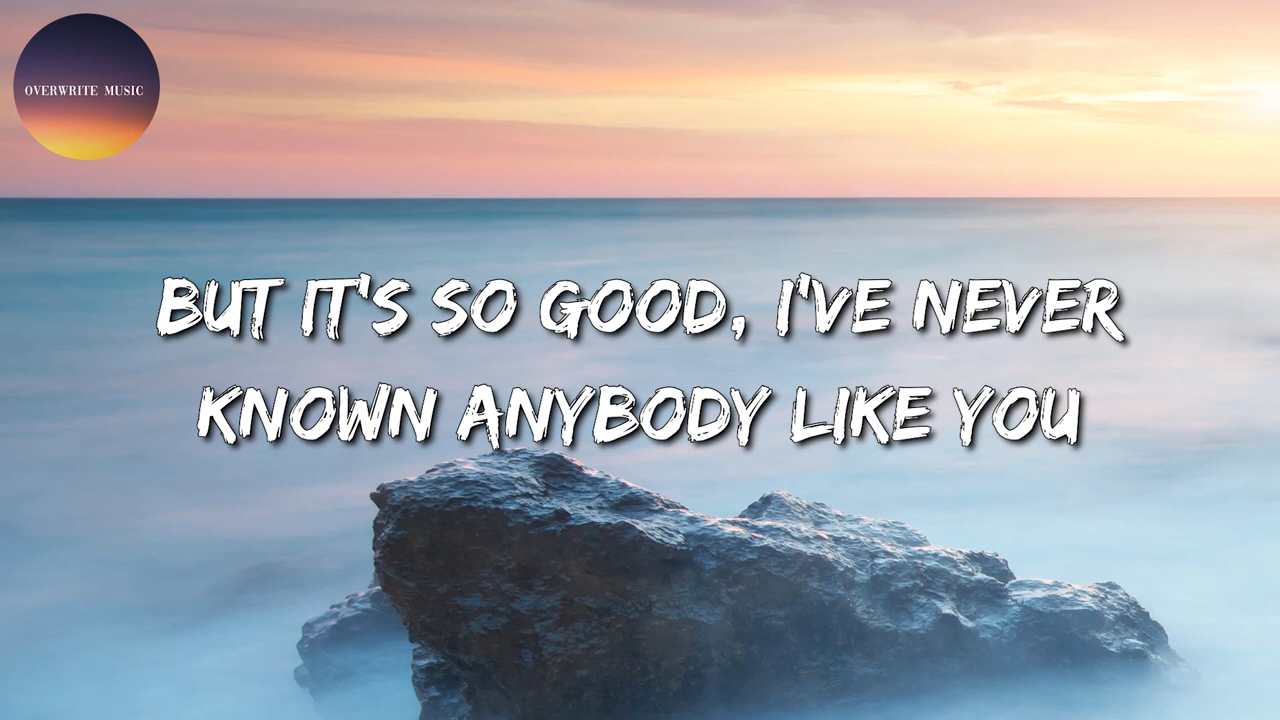 OVERWRITE MUSIC
BUT IT'S SO GOOD, I'VE NEVER
KNOWN ANYBODY LIKE YOU